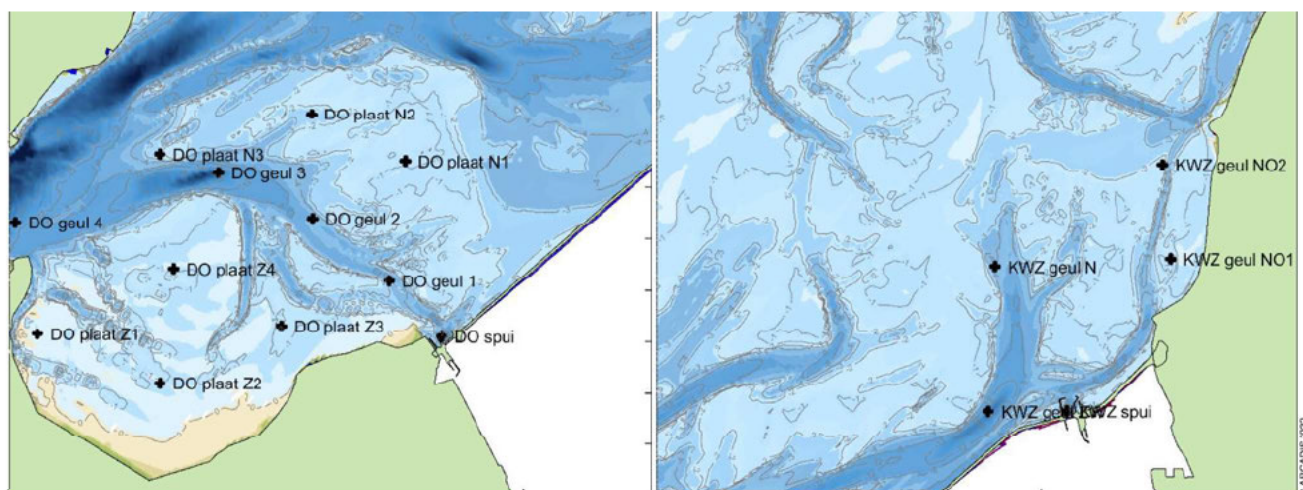 DO plaat N2
DO plaat N3
DO plaat N1
DO geul 3
DO geul 4
DO geul 2
DO plaat Z4
DO geul 1
DO plaat Z1
DO plaat Z3
DO spui
DO plaat Z2
KWZ geul NO2
KWZ geul N
KWZ geul NO1
KWZ geul
KWZ spui